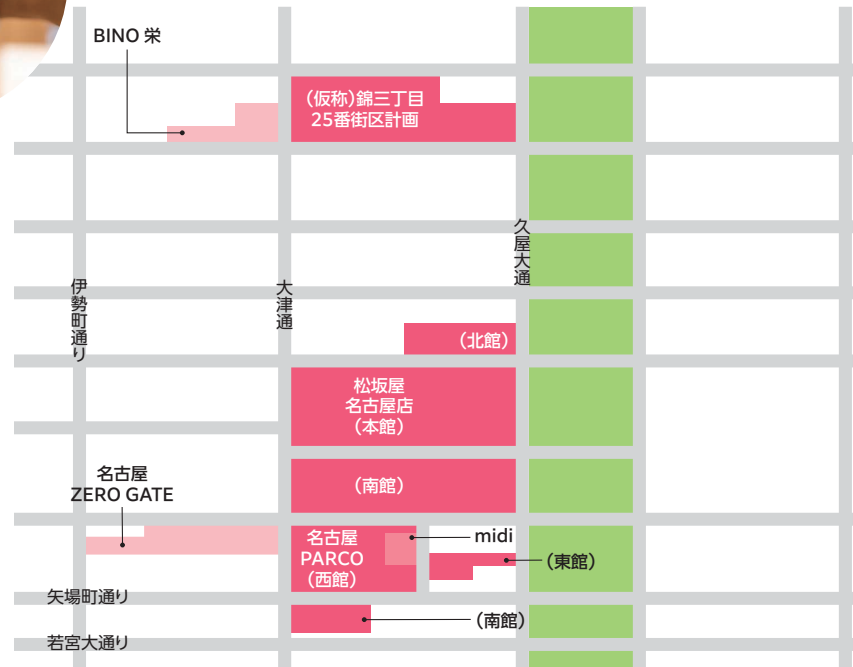 BINO 栄
(仮称)錦三丁目
25番街区計画
久屋大通
伊勢町通り
大津通
(北館)
松坂屋
名古屋店
(本館)
名古屋
ZERO GATE
(南館)
名古屋
PARCO
(西館)
midi
(東館)
矢場町通り
(南館)
若宮大通り